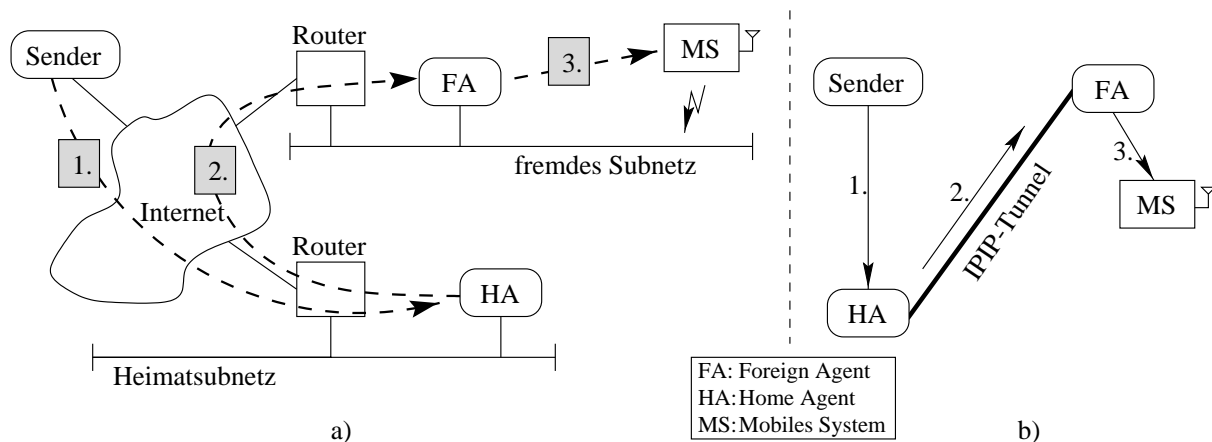 Sender
Router
FA
3.
MS
1.
2.
fremdes Subnetz
Internet
Router
HA
Heimatsubnetz
a)
Sender
FA
1.
2.
3.
IPIP-Tunnel
MS
HA
FA: Foreign Agent
HA: Home Agent
MS: Mobiles System
b)